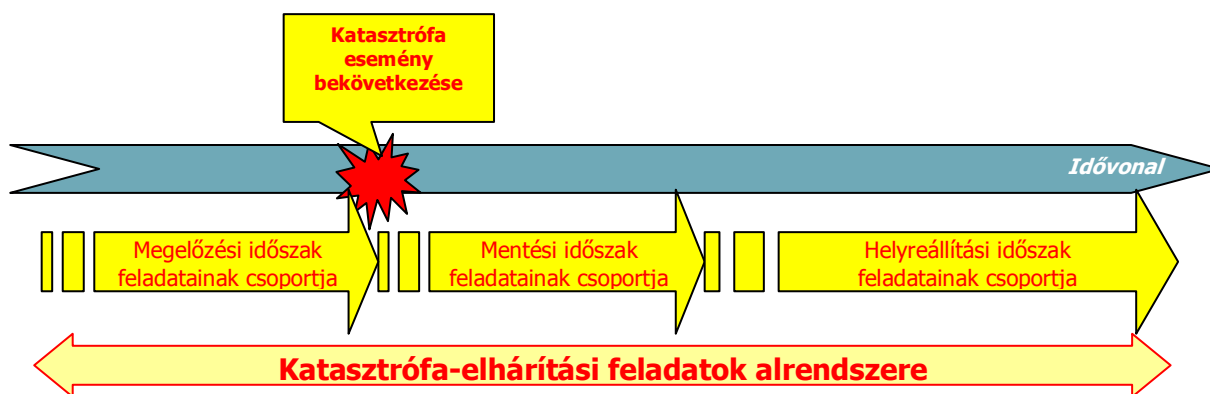 Katasztrófa
esemény
bekövetkezése
Idővonal
Megelőzési időszak
feladatainak csoportja
Mentési időszak
feladatainak csoportja
Helyreállítási időszak
feladatainak csoportja
Katasztrófa-elhárítási feladatok alrendszere